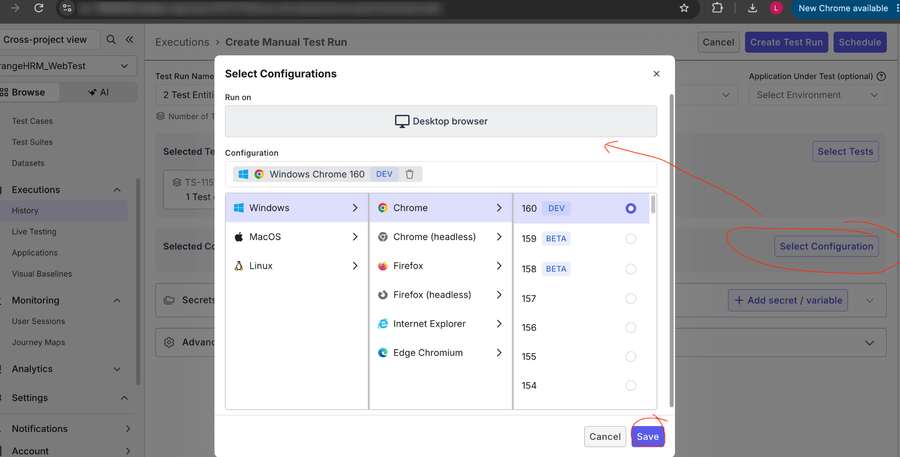 New Chrome available
Cross-project view
Executions > Create Manual Test Run
Cancel
Create Test Run
Schedule
rangeHRM_WebTest
Browse
AI
Test Cases
Test Suites
Datasets
Executions
History
Live Testing
Applications
Visual Baselines
Monitoring
User Sessions
Journey Maps
Analytics
Settings
Notifications
Account
Test Run Name
2 Test Entiti
Number of T
Application Under Test (optional)
Select Environment
Selected Te
Select Tests
TS-115
1 Test
Selected Co
Select Configuration
Secrets
Add secret / variable
Advan
Select Configurations
Run on
Desktop browser
Configuration
Windows Chrome 160 DEV
Windows
MacOS
Linux
Chrome
Chrome (headless)
Firefox
Firefox (headless)
Internet Explorer
Edge Chromium
160 DEV
159 BETA
158 BETA
157
156
155
154
Cancel
Save